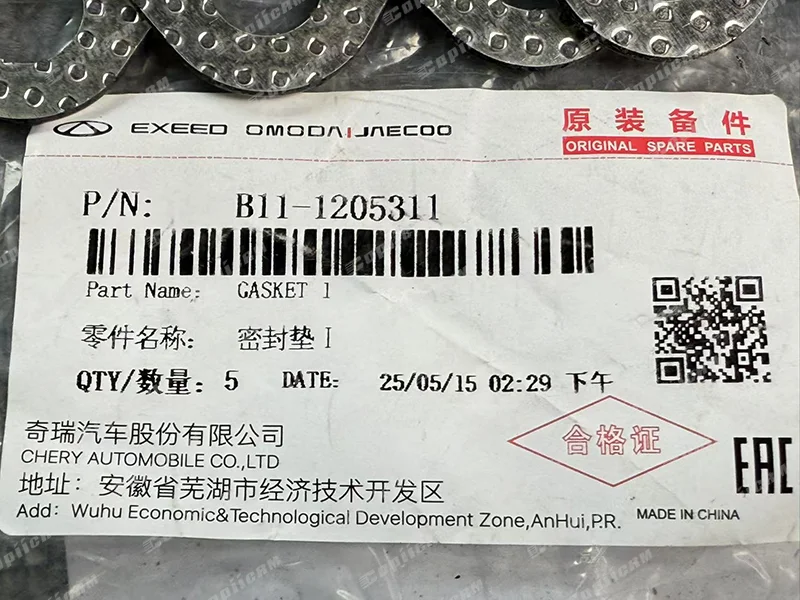 EXEED OMODA|JAECOO
原装备件
ORIGINAL SPARE PARTS
P/N: B11-1205311
Part Name: GASKET 1
零件名称: 密封垫 I
QTY/数量: 5 DATE: 25/05/15 02:29 下午
奇瑞汽车股份有限公司
CHERY AUTOMOBILE CO.,LTD
合格证
EAC
地址: 安徽省芜湖市经济技术开发区
Add: Wuhu Economic&Technological Development Zone,AnHui,P.R.
MADE IN CHINA